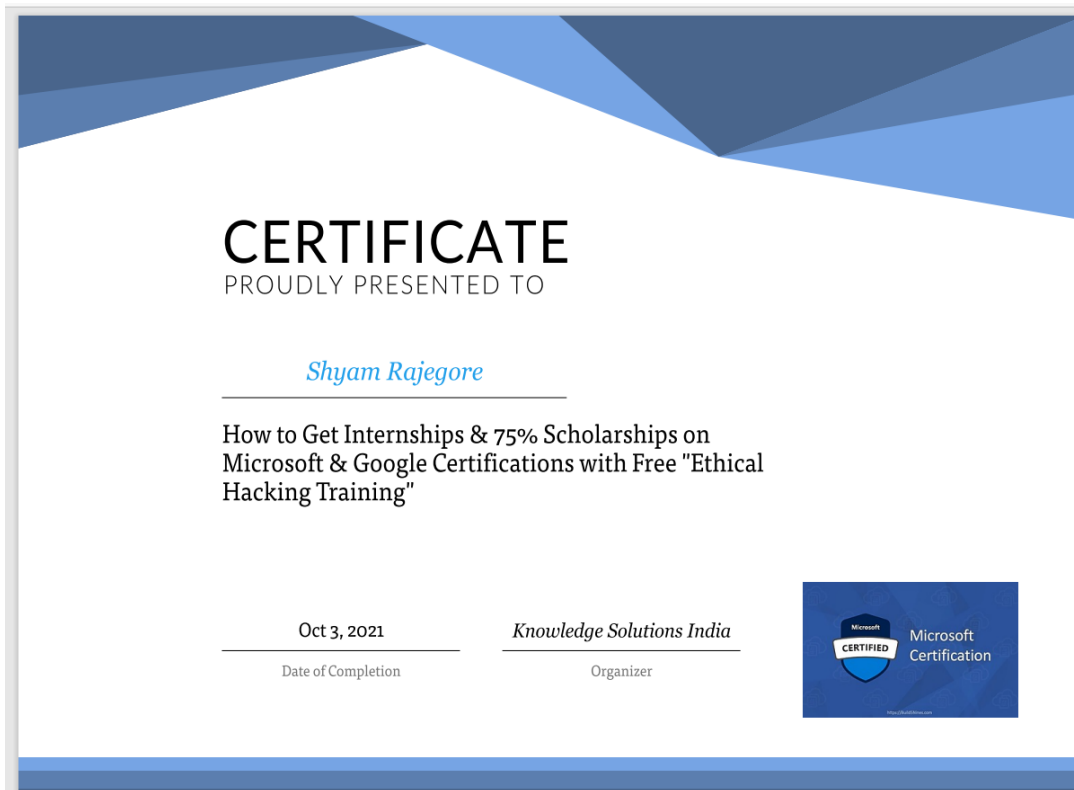 CERTIFICATE
PROUDLY PRESENTED TO
Shyam Rajegore
How to Get Internships & 75% Scholarships on
Microsoft & Google Certifications with Free "Ethical
Hacking Training"
Oct 3, 2021
Knowledge Solutions India
Date of Completion
Organizer
Microsoft
CERTIFIED
Microsoft
Certification